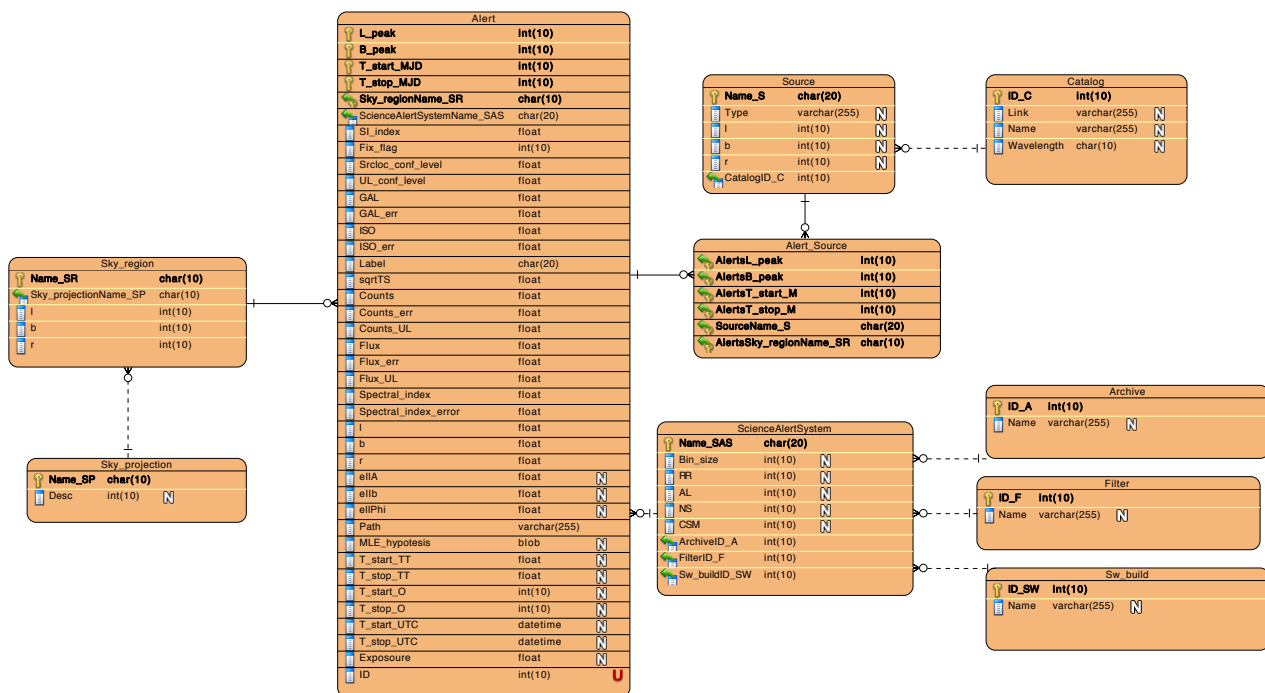 Alert
L_peak int(10)
B_peak int(10)
T_start_MJD int(10)
T_stop_MJD int(10)
Sky_regionName_SR char(10)
ScienceAlertSystemName_SAS char(20)
SI_index float
Fix_flag int(10)
Srcloc_conf_level float
UL_conf_level float
GAL float
GAL_err float
ISO float
ISO_err float
Label char(20)
sqrtTS float
Counts float
Counts_err float
Counts_UL float
Flux float
Flux_err float
Flux_UL float
Spectral_index float
Spectral_index_error float
l float
b float
r float
ellA float N
ellb float N
ellPhi float N
Path varchar(255)
MLE_hypotesis blob N
T_start_TT float N
T_stop_TT float N
T_start_O int(10) N
T_stop_O int(10) N
T_start_UTC datetime N
T_stop_UTC datetime N
Exposoure float N
ID int(10) U
Sky_region
Name_SR char(10)
Sky_projectionName_SP char(10)
l int(10)
b int(10)
r int(10)
Sky_projection
Name_SP char(10)
Desc int(10) N
Source
Name_S char(20)
Type varchar(255) N
l int(10) N
b int(10) N
r int(10) N
CatalogID_C int(10)
Catalog
ID_C int(10)
Link varchar(255) N
Name varchar(255) N
Wavelength char(10) N
Alert_Source
AlertsL_peak int(10)
AlertsB_peak int(10)
AlertsT_start_M int(10)
AlertsT_stop_M int(10)
SourceName_S char(20)
AlertsSky_regionName_SR char(10)
ScienceAlertSystem
Name_SAS char(20)
Bin_size int(10) N
RR int(10) N
AL int(10) N
NS int(10) N
CSM int(10) N
ArchiveID_A int(10)
FilterID_F int(10)
Sw_buildID_SW int(10)
Archive
ID_A int(10)
Name varchar(255) N
Filter
ID_F int(10)
Name varchar(255) N
Sw_build
ID_SW int(10)
Name varchar(255) N